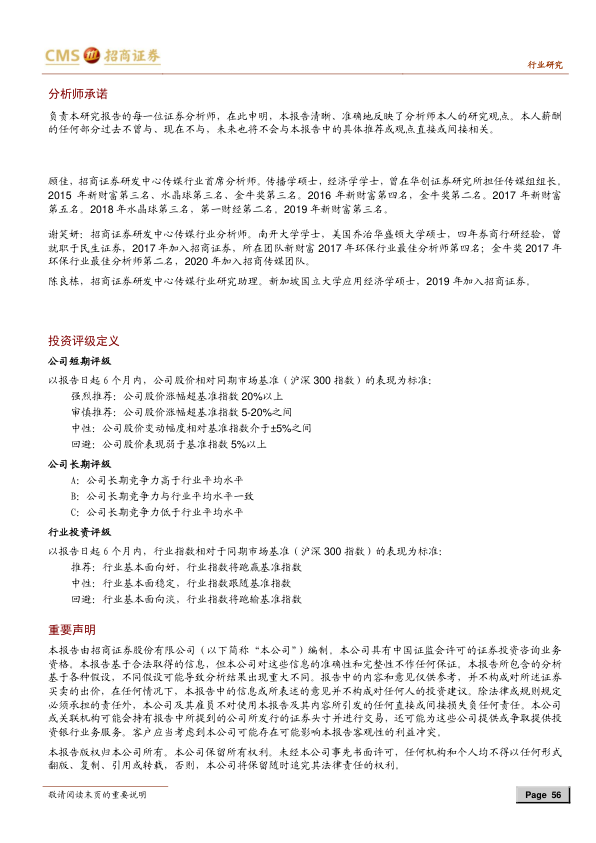 CMS 招商证券
行业研究
分析师承诺
负责本研究报告的每一位证券分析师，在此申明，本报告清晰、准确地反映了分析师本人的研究观点。本人薪酬
的任何部分过去不曾与、现在不与，未来也将不会与本报告中的具体推荐或观点直接或间接相关。
顾佳，招商证券研发中心传媒行业首席分析师。传播学硕士，经济学学士，曾在华创证券研究所担任传媒组组长。
2015 年新财富第三名、水晶球第三名、金牛奖第三名。2016 年新财富第四名，金牛奖第二名。2017 年新财富
第五名。2018 年水晶球第三名，第一财经第二名。2019 年新财富第三名。
谢笑妍：招商证券研发中心传媒行业分析师。南开大学学士，美国乔治华盛顿大学硕士，四年券商行研经验，曾
就职于民生证券，2017 年加入招商证券，所在团队新财富 2017 年环保行业最佳分析师第四名；金牛奖 2017 年
环保行业最佳分析师第二名，2020 年加入招商传媒团队。
陈良栋，招商证券研发中心传媒行业研究助理。新加坡国立大学应用经济学硕士，2019 年加入招商证券。
投资评级定义
公司短期评级
以报告日起 6 个月内，公司股价相对同期市场基准（沪深 300 指数）的表现为标准：
强烈推荐：公司股价涨幅超基准指数 20%以上
审慎推荐：公司股价涨幅超基准指数 5-20%之间
中性：公司股价变动幅度相对基准指数介于±5%之间
回避：公司股价表现弱于基准指数 5%以上
公司长期评级
A：公司长期竞争力高于行业平均水平
B：公司长期竞争力与行业平均水平一致
C：公司长期竞争力低于行业平均水平
行业投资评级
以报告日起 6 个月内，行业指数相对于同期市场基准（沪深 300 指数）的表现为标准：
推荐：行业基本面向好，行业指数将跑赢基准指数
中性：行业基本面稳定，行业指数跟随基准指数
回避：行业基本面向淡，行业指数将跑输基准指数
重要声明
本报告由招商证券股份有限公司（以下简称“本公司”）编制。本公司具有中国证监会许可的证券投资咨询业务
资格。本报告基于合法取得的信息，但本公司对这些信息的准确性和完整性不作任何保证。本报告所包含的分析
基于各种假设，不同假设可能导致分析结果出现重大不同。报告中的内容和意见仅供参考，并不构成对所述证券
买卖的出价，在任何情况下，本报告中的信息或所表述的意见并不构成对任何人的投资建议。除法律或规则规定
必须承担的责任外，本公司及其雇员不对使用本报告及其内容所引发的任何直接或间接损失负任何责任。本公司
或关联机构可能会持有报告中所提到的公司所发行的证券头寸并进行交易，还可能为这些公司提供或争取提供投
资银行业务服务。客户应当考虑到本公司可能存在可能影响本报告客观性的利益冲突。
本报告版权归本公司所有。本公司保留所有权利。未经本公司事先书面许可，任何机构和个人均不得以任何形式
翻版、复制、引用或转载，否则，本公司将保留随时追究其法律责任的权利。
敬请阅读末页的重要说明
Page 56